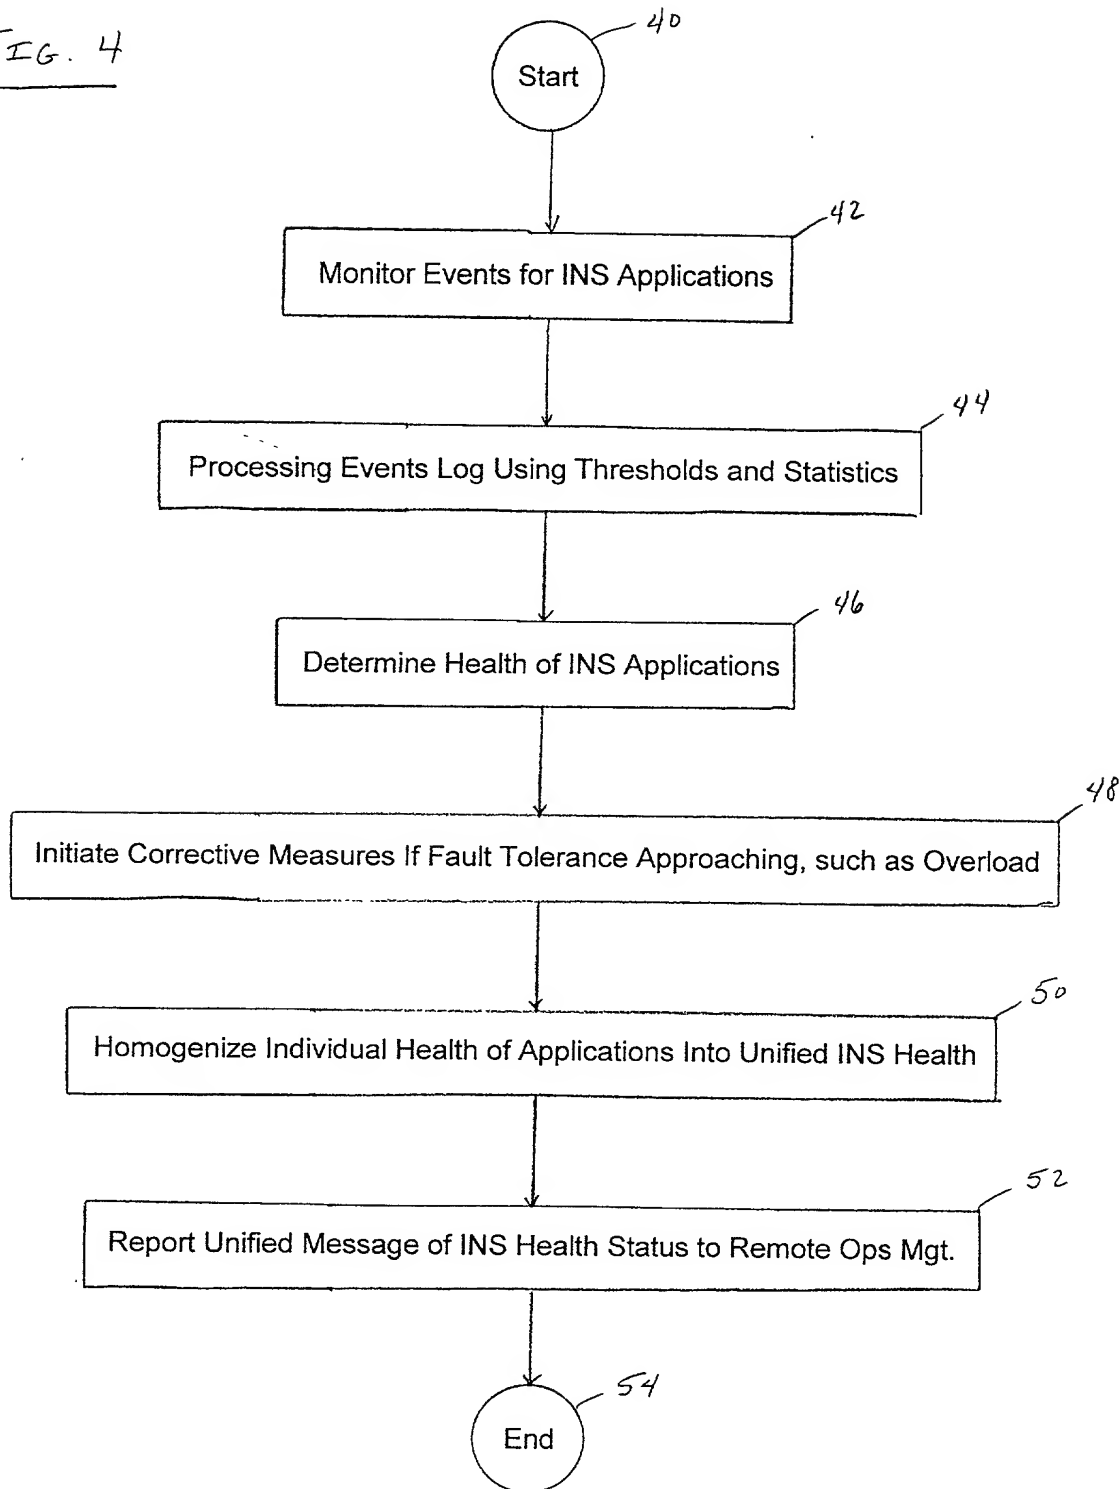 FIG. 4
40
Start
42
Monitor Events for INS Applications
44
Processing Events Log Using Thresholds and Statistics
46
Determine Health of INS Applications
48
Initiate Corrective Measures If Fault Tolerance Approaching, such as Overload
50
Homogenize Individual Health of Applications Into Unified INS Health
52
Report Unified Message of INS Health Status to Remote Ops Mgt.
54
End